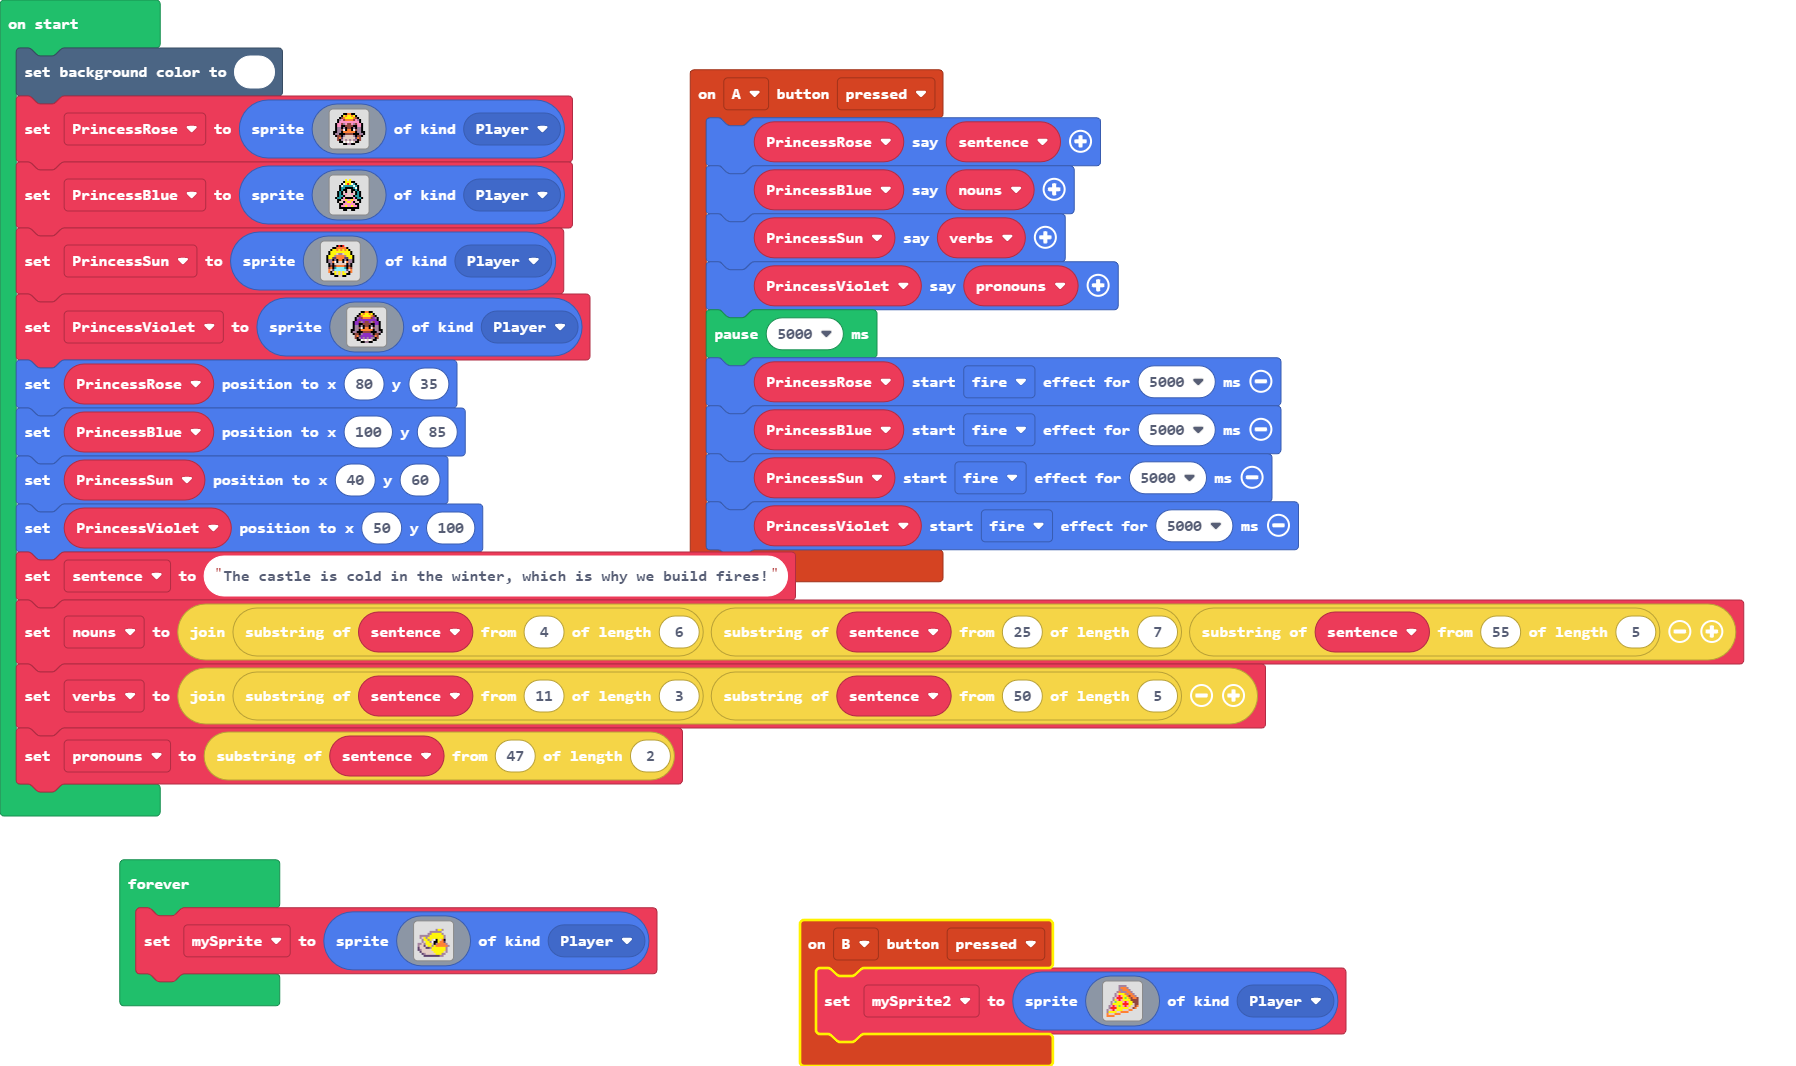 on start
set background color to
set PrincessRose to sprite of kind Player
set PrincessBlue to sprite of kind Player
set PrincessSun to sprite of kind Player
set PrincessViolet to sprite of kind Player
set PrincessRose position to x 80 y 35
set PrincessBlue position to x 100 y 85
set PrincessSun position to x 40 y 60
set PrincessViolet position to x 50 y 100
set sentence to "The castle is cold in the winter, which is why we build fires!"
set nouns to join substring of sentence from 4 of length 6 substring of sentence from 25 of length 7 substring of sentence from 55 of length 5
set verbs to join substring of sentence from 11 of length 3 substring of sentence from 50 of length 5
set pronouns to substring of sentence from 47 of length 2
on A button pressed
PrincessRose say sentence
PrincessBlue say nouns
PrincessSun say verbs
PrincessViolet say pronouns
pause 5000 ms
PrincessRose start fire effect for 5000 ms
PrincessBlue start fire effect for 5000 ms
PrincessSun start fire effect for 5000 ms
PrincessViolet start fire effect for 5000 ms
forever
set mySprite to sprite of kind Player
on B button pressed
set mySprite2 to sprite of kind Player